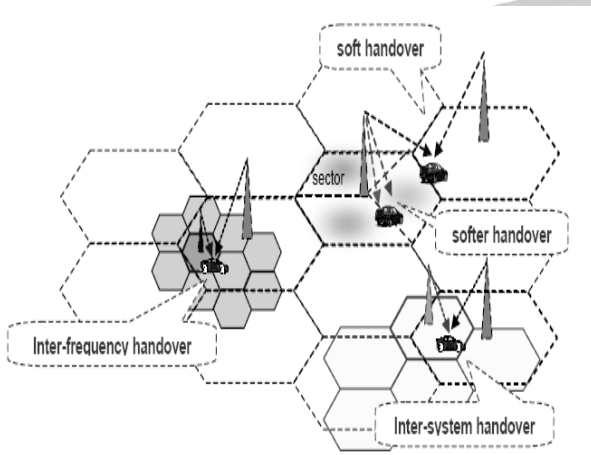 soft handover
sector
softer handover
Inter-frequency handover
Inter-system handover